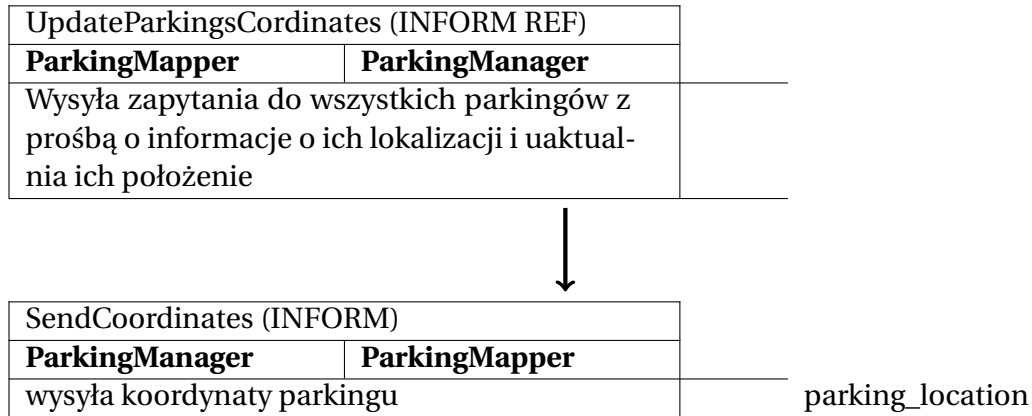 UpdateParkingsCordinates (INFORM REF)
ParkingMapper ParkingManager
Wysyła zapytania do wszystkich parkingów z
prośbą o informacje o ich lokalizacji i uaktual-
nia ich położenie
SendCoordinates (INFORM)
ParkingManager ParkingMapper
wysyła koordynaty parkingu parking_location